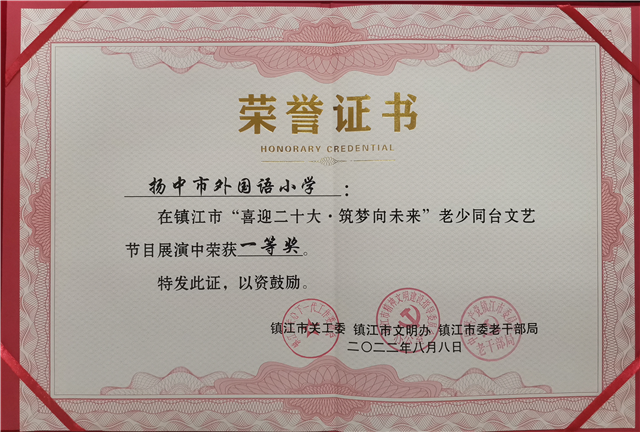 荣誉证书
HONORARY CREDENTIAL
扬中市外国语小学：
在镇江市“喜迎二十大·筑梦向未来”老少同台文艺
节目展演中荣获一等奖。
特发此证，以资鼓励。
镇江市关工委 镇江市文明办 镇江市委老干部局
二〇二二年八月八日